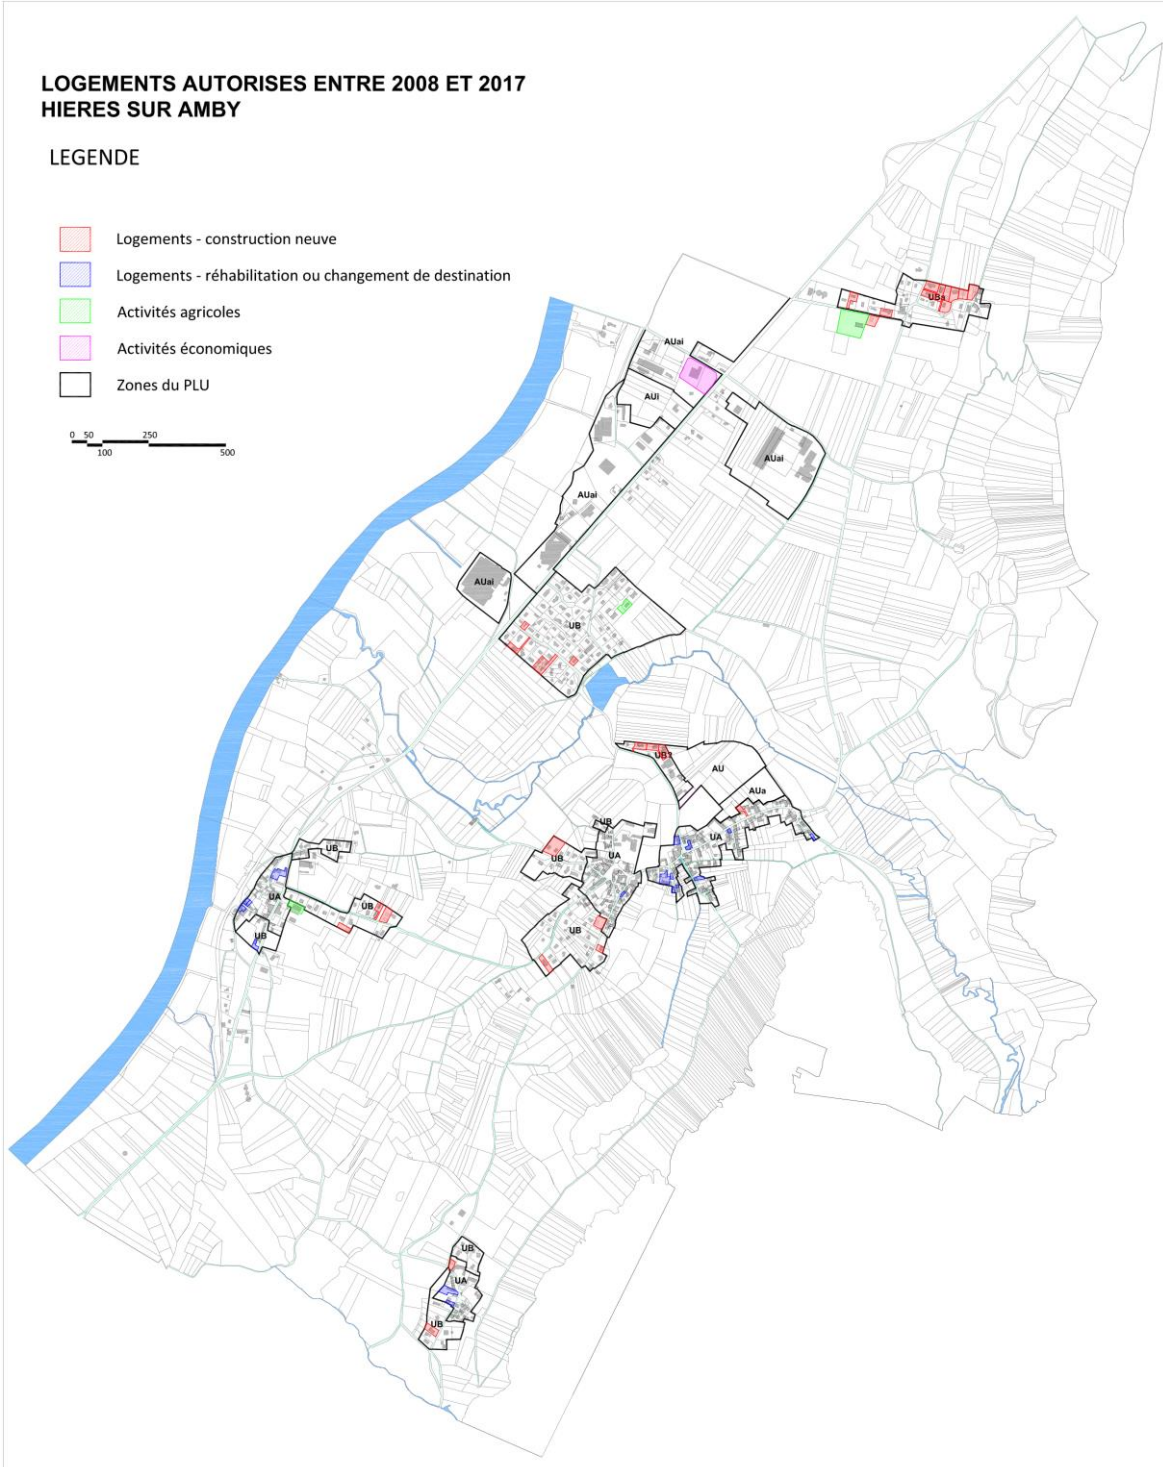 LOGEMENTS AUTORISES ENTRE 2008 ET 2017
HIERES SUR AMBY
LEGENDE
Logements - construction neuve
Logements - réhabilitation ou changement de destination
Activités agricoles
Activités économiques
Zones du PLU
0 50 250
100 500
UBa
AUai
AUi
AUai
AUai
AUai
UB
AU
AUa
UB
UA
UA
UB
UB
UA
UB
UB
UB
UB
UA
UB